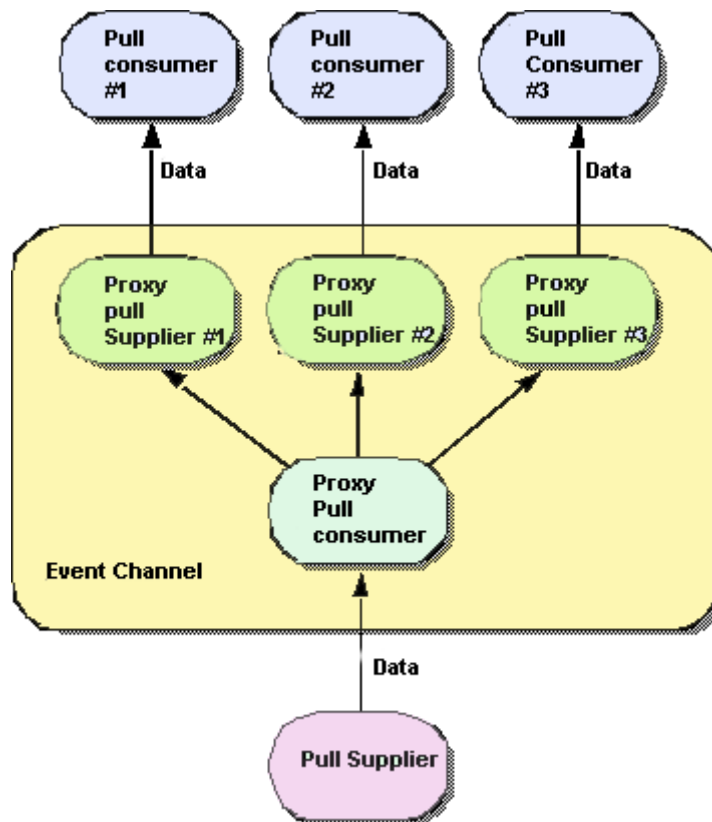 Pull
consumer
#1
Pull
consumer
#2
Pull
Consumer
#3
Data
Data
Data
Proxy
pull
Supplier #1
Proxy
pull
Supplier #2
Proxy
pull
Supplier #3
Proxy
Pull
consumer
Event Channel
Data
Pull Supplier